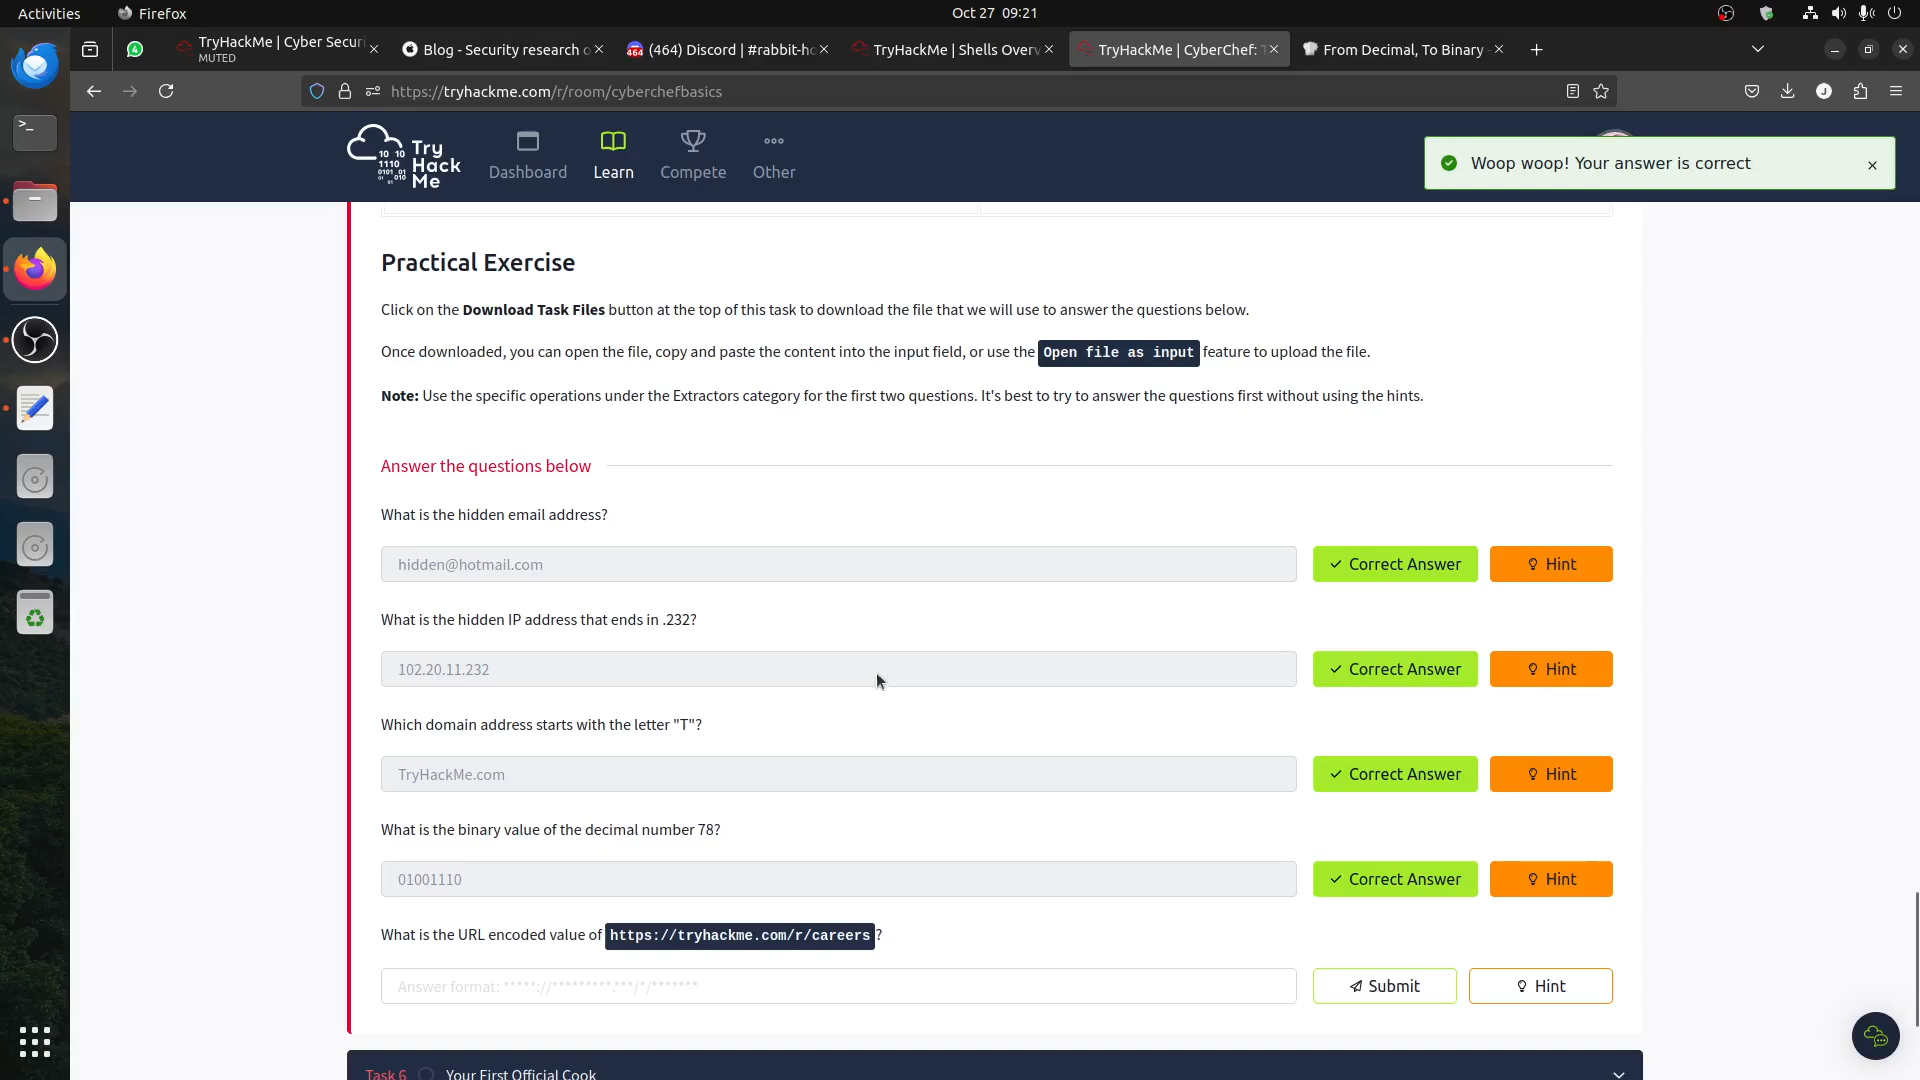 Activities
Firefox
Oct 27 09:21
TryHackMe | Cyber Securi
MUTED
Blog - Security research o
(464) Discord | #rabbit-ho
TryHackMe | Shells Overv
TryHackMe | CyberChef: T
From Decimal, To Binary
https://tryhackme.com/r/room/cyberchefbasics
Try
Hack
Me
Dashboard
Learn
Compete
Other
Woop woop! Your answer is correct
Practical Exercise
Click on the Download Task Files button at the top of this task to download the file that we will use to answer the questions below.
Once downloaded, you can open the file, copy and paste the content into the input field, or use the Open file as input feature to upload the file.
Note: Use the specific operations under the Extractors category for the first two questions. It's best to try to answer the questions first without using the hints.
Answer the questions below
What is the hidden email address?
hidden@hotmail.com
Correct Answer
Hint
What is the hidden IP address that ends in .232?
102.20.11.232
Correct Answer
Hint
Which domain address starts with the letter "T"?
TryHackMe.com
Correct Answer
Hint
What is the binary value of the decimal number 78?
01001110
Correct Answer
Hint
What is the URL encoded value of https://tryhackme.com/r/careers ?
Answer format: *****://*********.***/*/*******
Submit
Hint
Task 6
Your First Official Cook